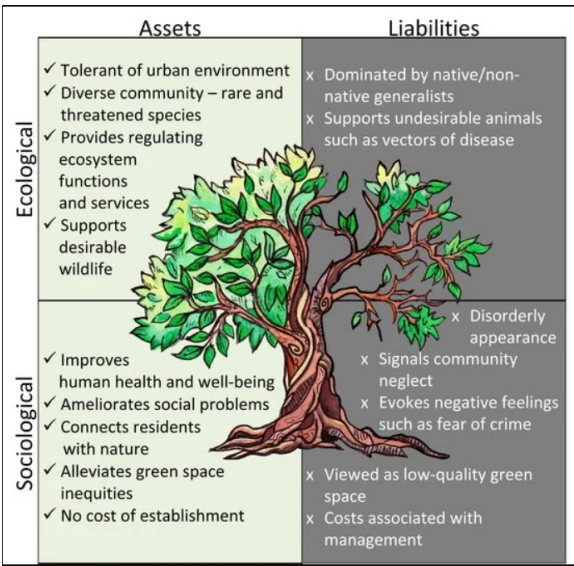 Assets
Liabilities
Ecological
✓ Tolerant of urban environment
✓ Diverse community – rare and
threatened species
✓ Provides regulating
ecosystem
functions
and services
✓ Supports
desirable
wildlife
x Dominated by native/non-
native generalists
x Supports undesirable animals
such as vectors of disease
Sociological
✓ Improves
human health and well-being
✓ Ameliorates social problems
✓ Connects residents
with nature
✓ Alleviates green space
inequities
✓ No cost of establishment
x Disorderly
appearance
x Signals community
neglect
x Evokes negative feelings
such as fear of crime
x Viewed as low-quality green
space
x Costs associated with
management